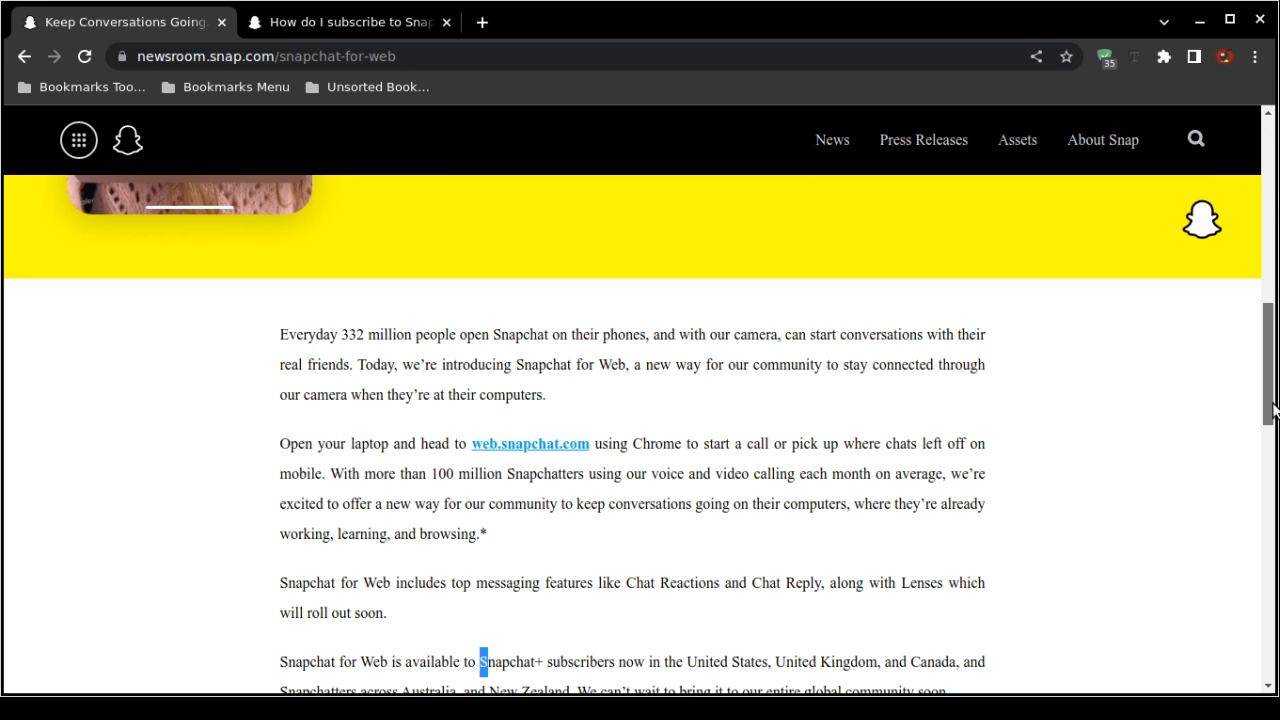 Keep Conversations Going
How do I subscribe to Snap
newsroom.snap.com/snapchat-for-web
35
Bookmarks Too...
Bookmarks Menu
Unsorted Book...
News
Press Releases
Assets
About Snap
Everyday 332 million people open Snapchat on their phones, and with our camera, can start conversations with their
real friends. Today, we’re introducing Snapchat for Web, a new way for our community to stay connected through
our camera when they’re at their computers.
Open your laptop and head to web.snapchat.com using Chrome to start a call or pick up where chats left off on
mobile. With more than 100 million Snapchatters using our voice and video calling each month on average, we’re
excited to offer a new way for our community to keep conversations going on their computers, where they’re already
working, learning, and browsing.*
Snapchat for Web includes top messaging features like Chat Reactions and Chat Reply, along with Lenses which
will roll out soon.
Snapchat for Web is available to Snapchat+ subscribers now in the United States, United Kingdom, and Canada, and
Snapchatters across Australia, and New Zealand. We can’t wait to bring it to our entire global community soon.